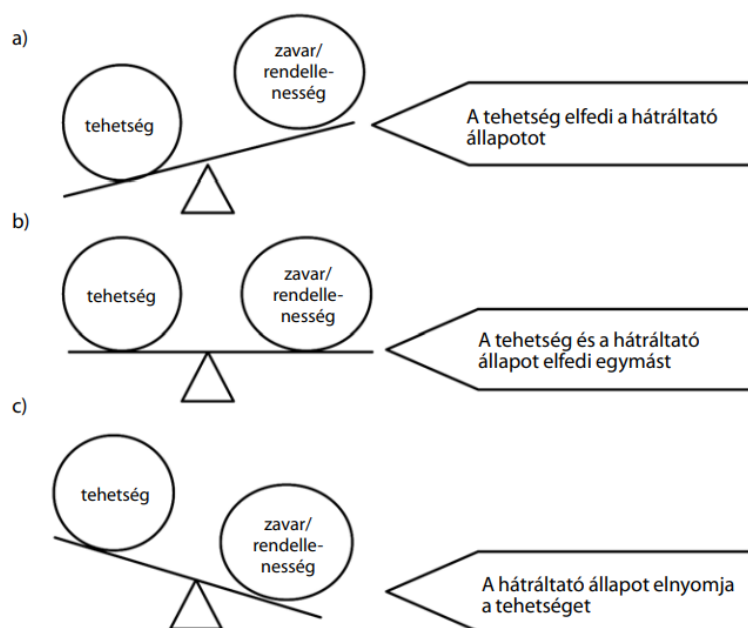 a)
tehetség
zavar/
rendelle-
nesség
A tehetség elfedi a hátráltató
állapotot
b)
tehetség
zavar/
rendelle-
nesség
A tehetség és a hátráltató
állapot elfedi egymást
c)
tehetség
zavar/
rendelle-
nesség
A hátráltató állapot elnyomja
a tehetséget